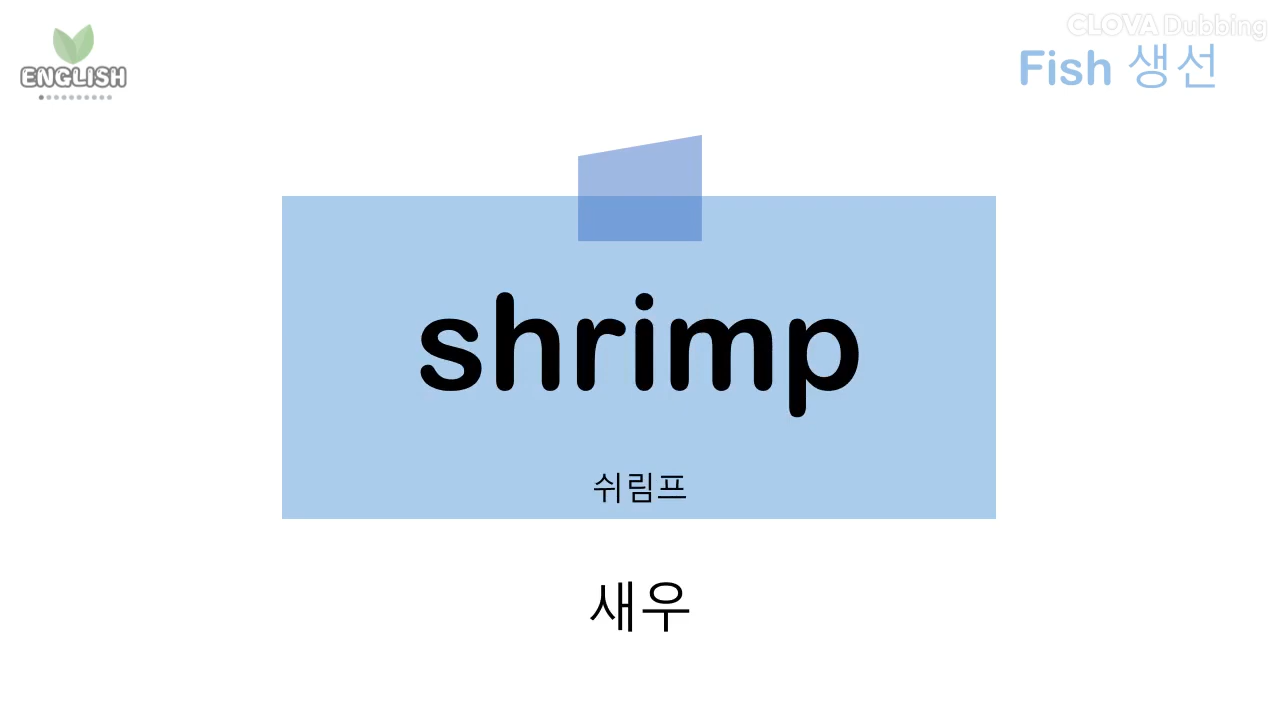 CLOVA Dubbing
ENGLISH
Fish 생선
shrimp
쉬림프
새우